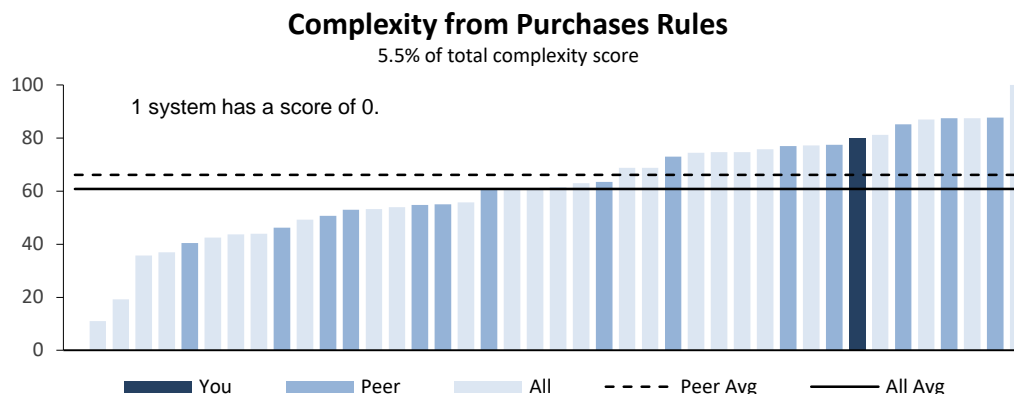 Complexity from Purchases Rules
5.5% of total complexity score
100
1 system has a score of 0.
80
60
40
20
0
You Peer All Peer Avg All Avg